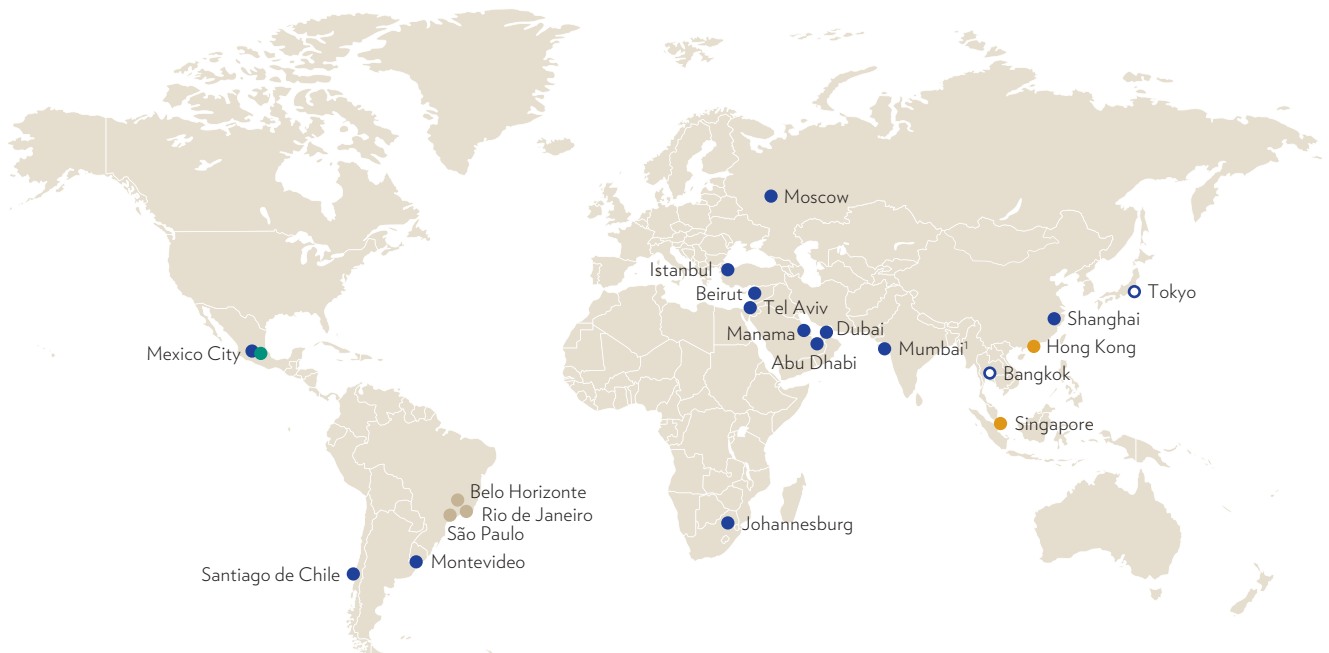 Moscow
Istanbul
Beirut
Tel Aviv
Tokyo
Shanghai
Manama
Dubai
Hong Kong
Mumbai¹
Mexico City
Abu Dhabi
Bangkok
Singapore
Belo Horizonte
Rio de Janeiro
São Paulo
Johannesburg
Montevideo
Santiago de Chile